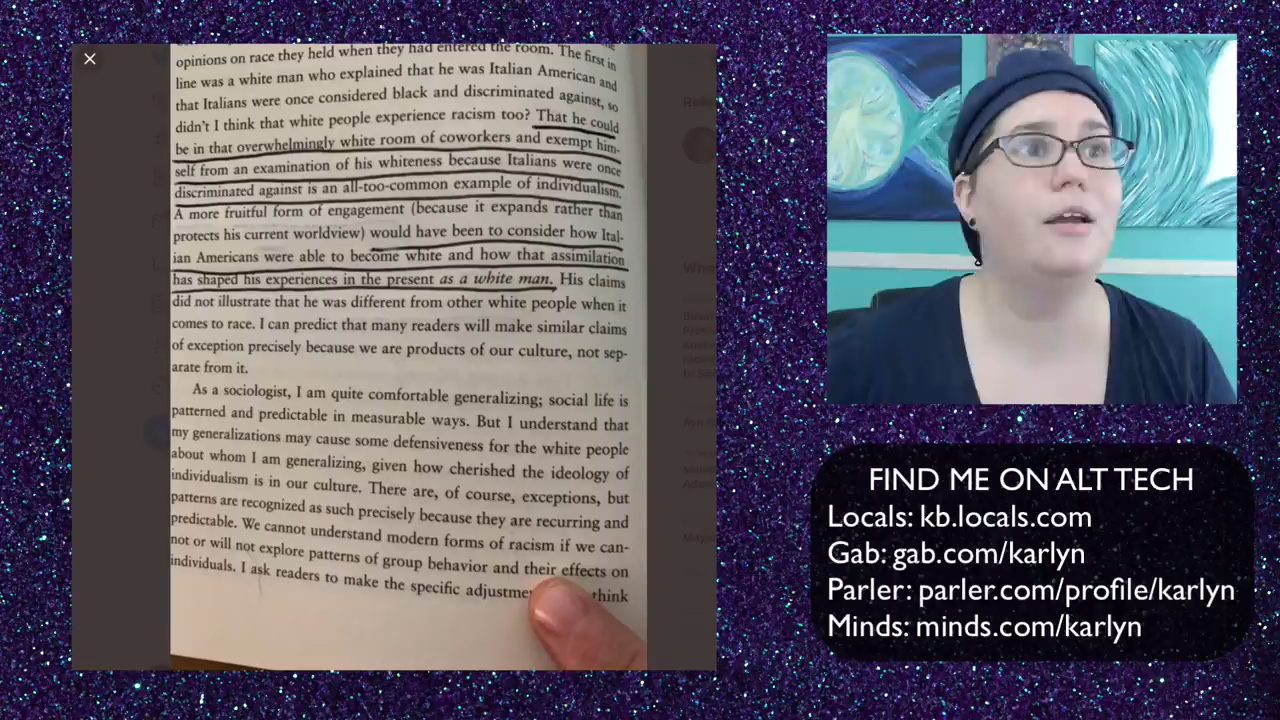 opinions on race they held when they had entered the room. The first in
line was a white man who explained that he was Italian American and
that Italians were once considered black and discriminated against, so
didn't I think that white people experience racism too? That he could
be in that overwhelmingly white room of coworkers and exempt him-
self from an examination of his whiteness because Italians were once
discriminated against is an all-too-common example of individualism.
A more fruitful form of engagement (because it expands rather than
protects his current worldview) would have been to consider how Ital-
ian Americans were able to become white and how that assimilation
has shaped his experiences in the present as a white man. His claims
did not illustrate that he was different from other white people when it
comes to race. I can predict that many readers will make similar claims
of exception precisely because we are products of our culture, not sep-
arate from it.
As a sociologist, I am quite comfortable generalizing; social life is
patterned and predictable in measurable ways. But I understand that
my generalizations may cause some defensiveness for the white people
about whom I am generalizing, given how cherished the ideology of
individualism is in our culture. There are, of course, exceptions, but
patterns are recognized as such precisely because they are recurring and
predictable. We cannot understand modern forms of racism if we can-
not or will not explore patterns of group behavior and their effects on
individuals. I ask readers to make the specific think
FIND ME ON ALT TECH
Locals: kb.locals.com
Gab: gab.com/karlyn
Parler: parler.com/profile/karlyn
Minds: minds.com/karlyn